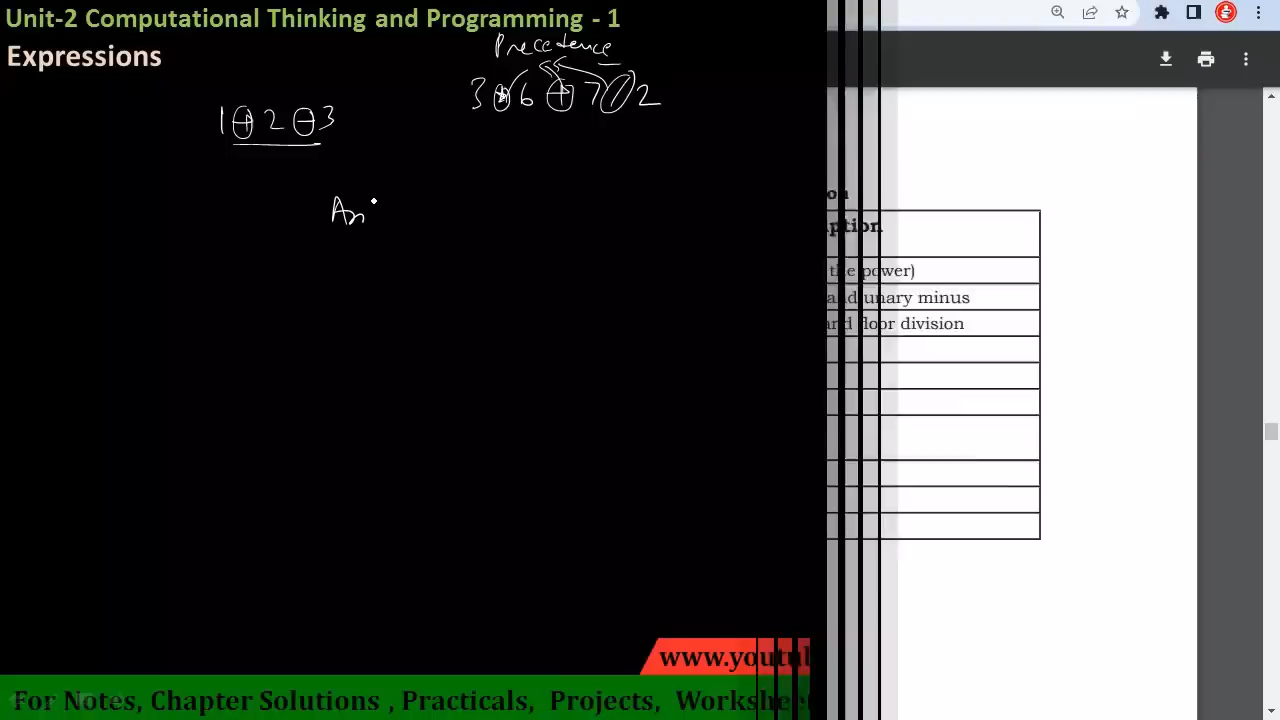 Unit-2 Computational Thinking and Programming - 1
Expressions
Precedence
3 * 6 + 7 / 2
1 + 2 - 3
An
the power)
and unary minus
and floor division
www.youtu
For Notes, Chapter Solutions , Practicals, Projects, Worksheet